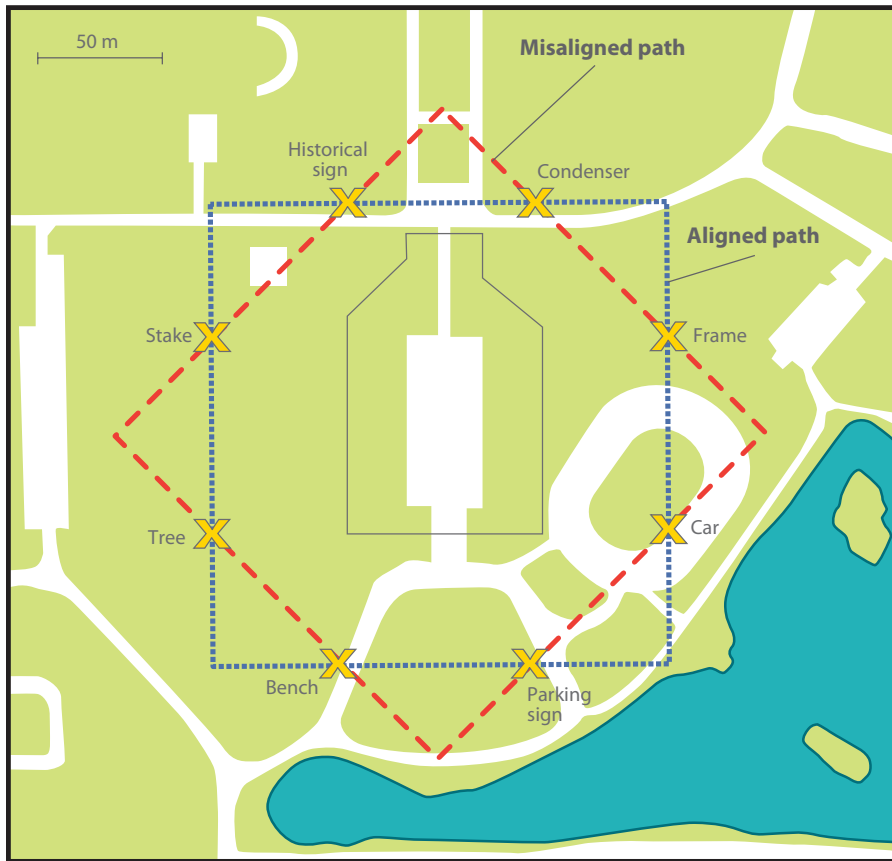 50 m
Misaligned path
Historical
sign
Condenser
Aligned path
Stake
Frame
Tree
Car
Bench
Parking
sign